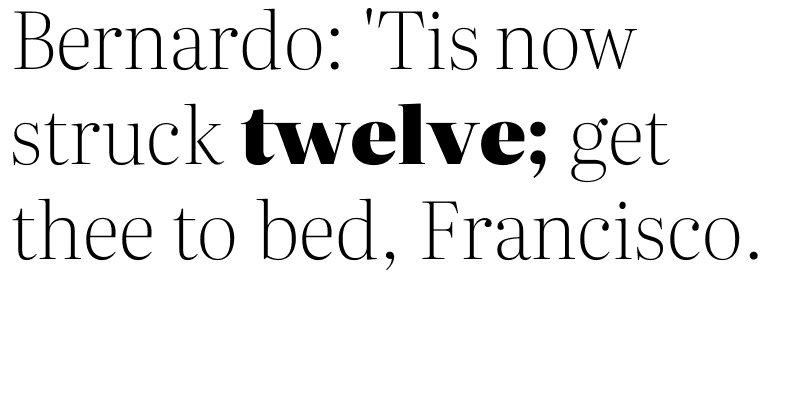 Bernardo: 'Tis now
struck twelve; get
thee to bed, Francisco.